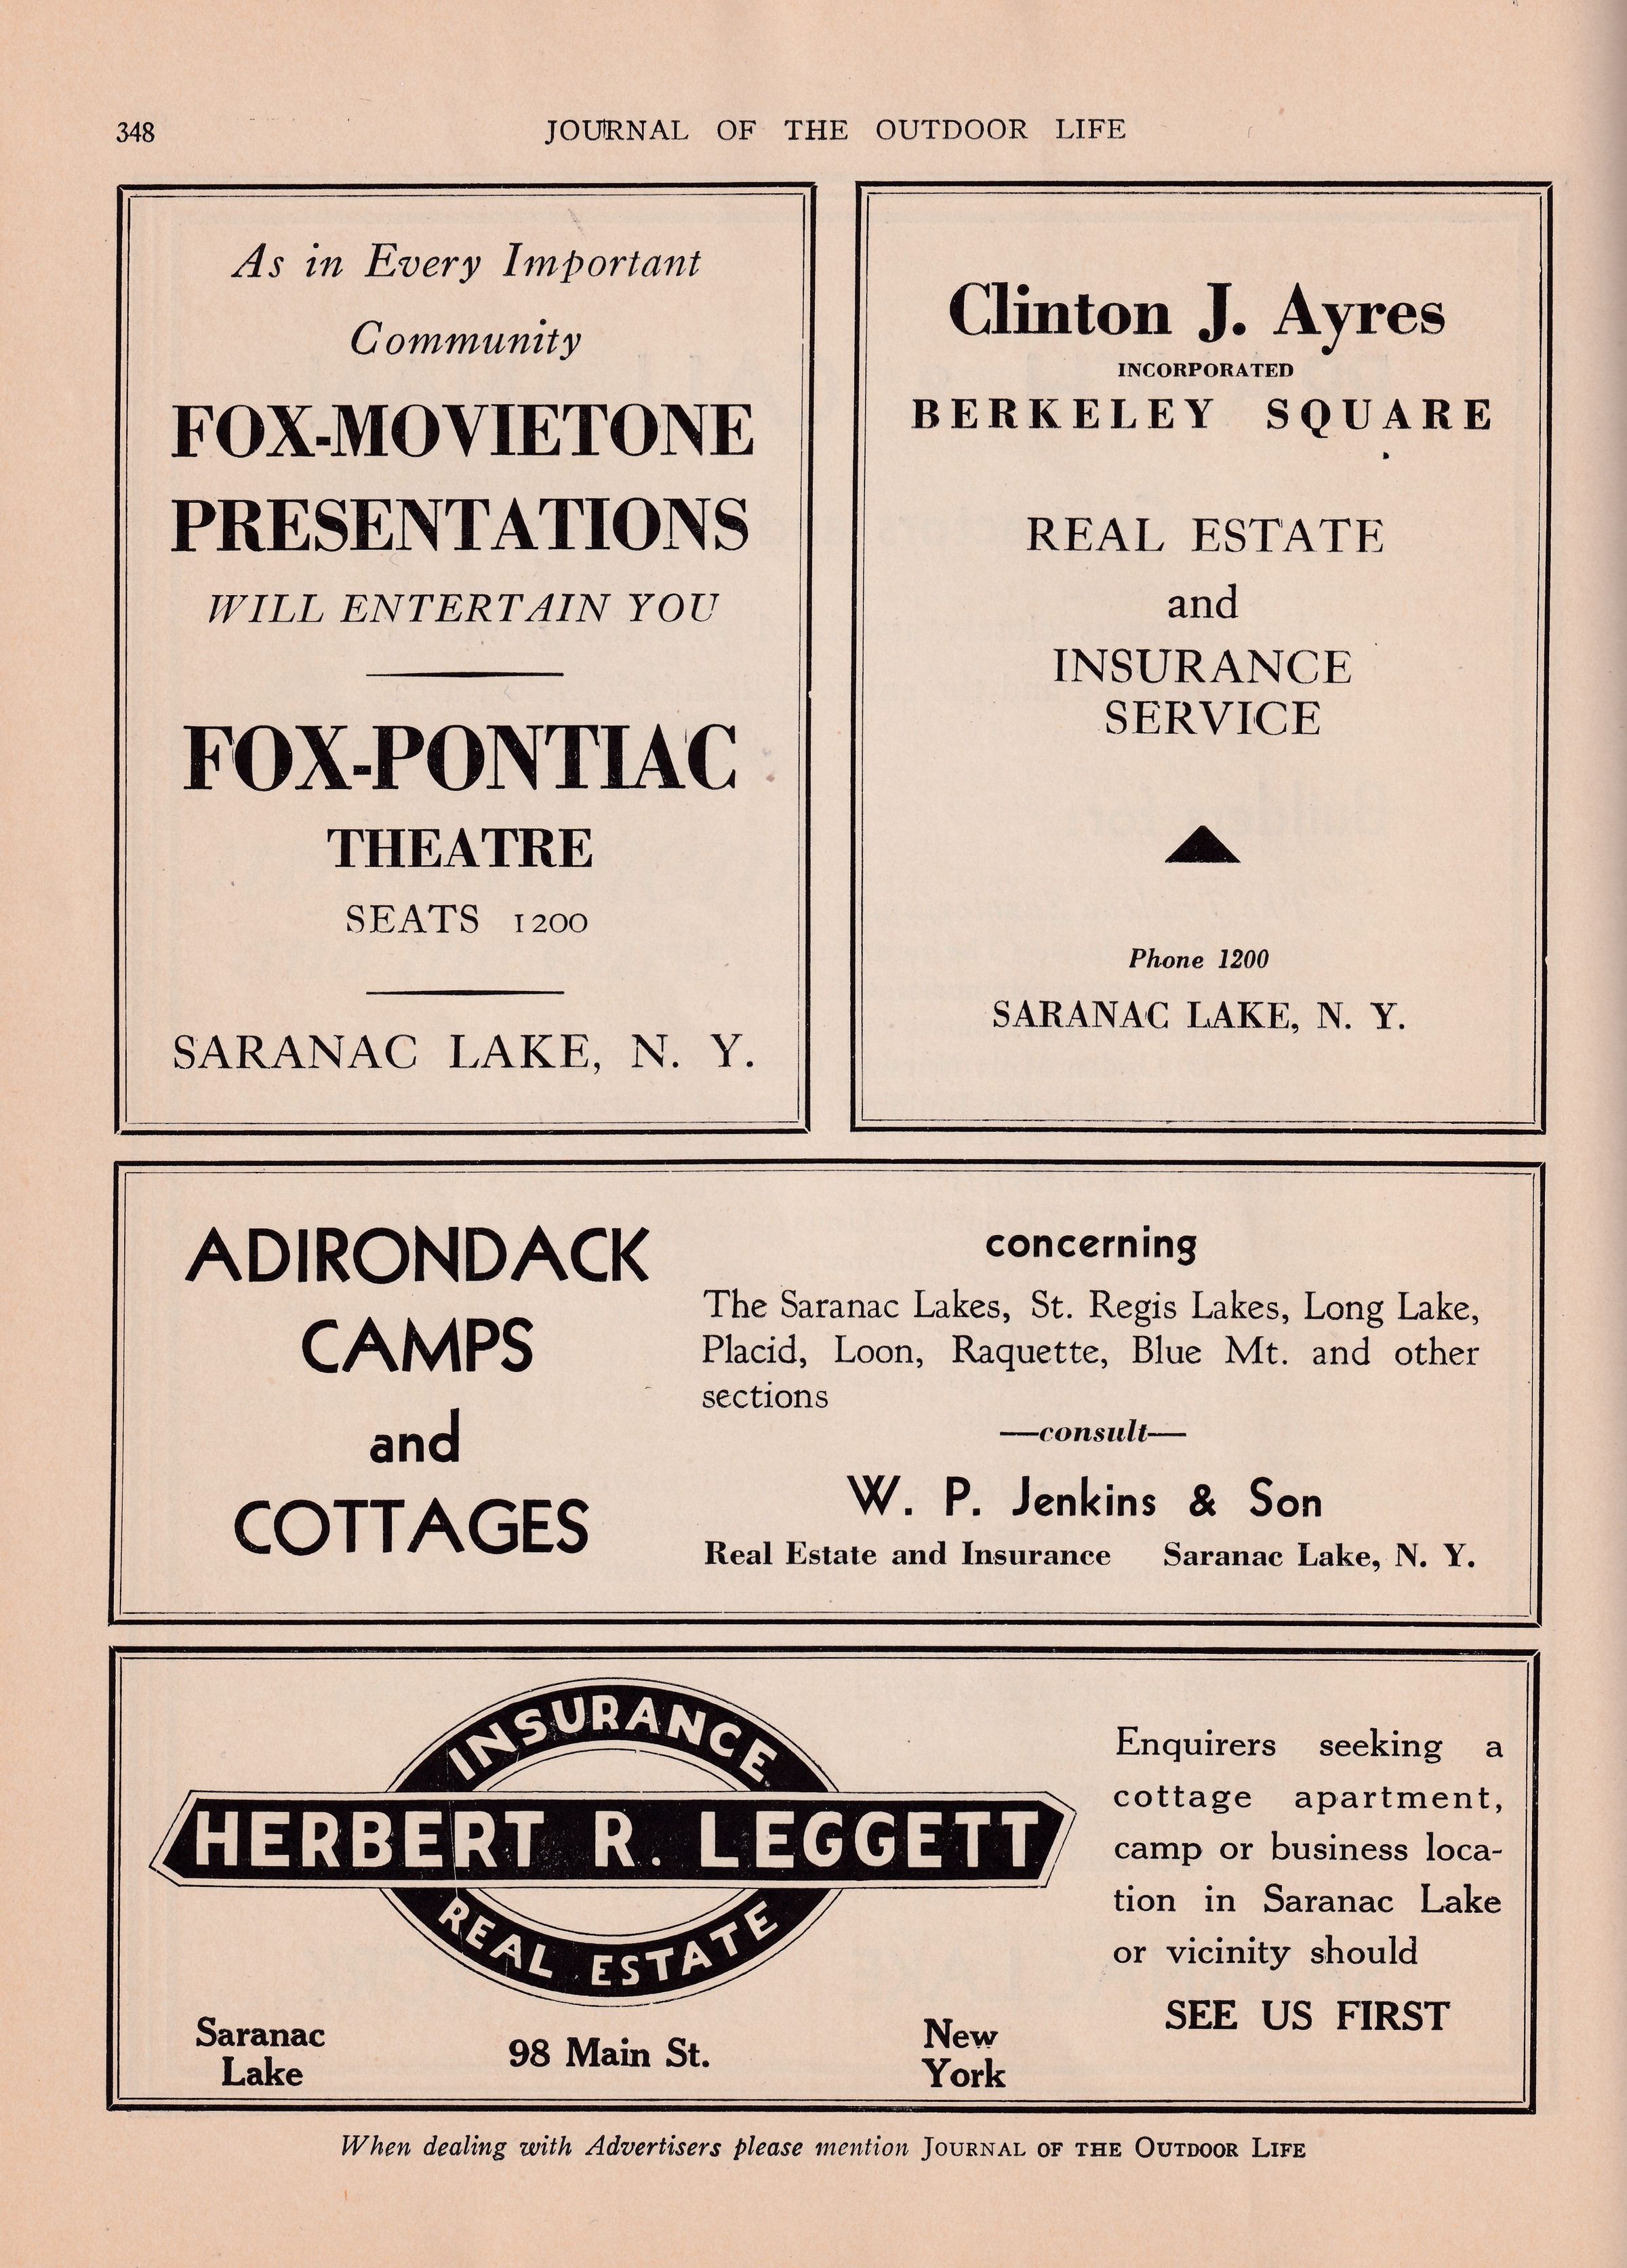 348
JOURNAL OF THE OUTDOOR LIFE
As in Every Important
Community
FOX-MOVIETONE
PRESENTATIONS
WILL ENTERTAIN YOU
FOX-PONTIAC
THEATRE
SEATS 1200
SARANAC LAKE, N. Y.
Clinton J. Ayres
INCORPORATED
BERKELEY SQUARE
REAL ESTATE
and
INSURANCE
SERVICE
Phone 1200
SARANAC LAKE, N. Y.
ADIRONDACK
CAMPS
and
COTTAGES
concerning
The Saranac Lakes, St. Regis Lakes, Long Lake,
Placid, Loon, Raquette, Blue Mt. and other
sections
—consult—
W. P. Jenkins & Son
Real Estate and Insurance Saranac Lake, N. Y.
INSURANCE
HERBERT R. LEGGETT
REAL ESTATE
Saranac
Lake
98 Main St.
New
York
Enquirers seeking a
cottage apartment,
camp or business loca-
tion in Saranac Lake
or vicinity should
SEE US FIRST
When dealing with Advertisers please mention JOURNAL OF THE OUTDOOR LIFE